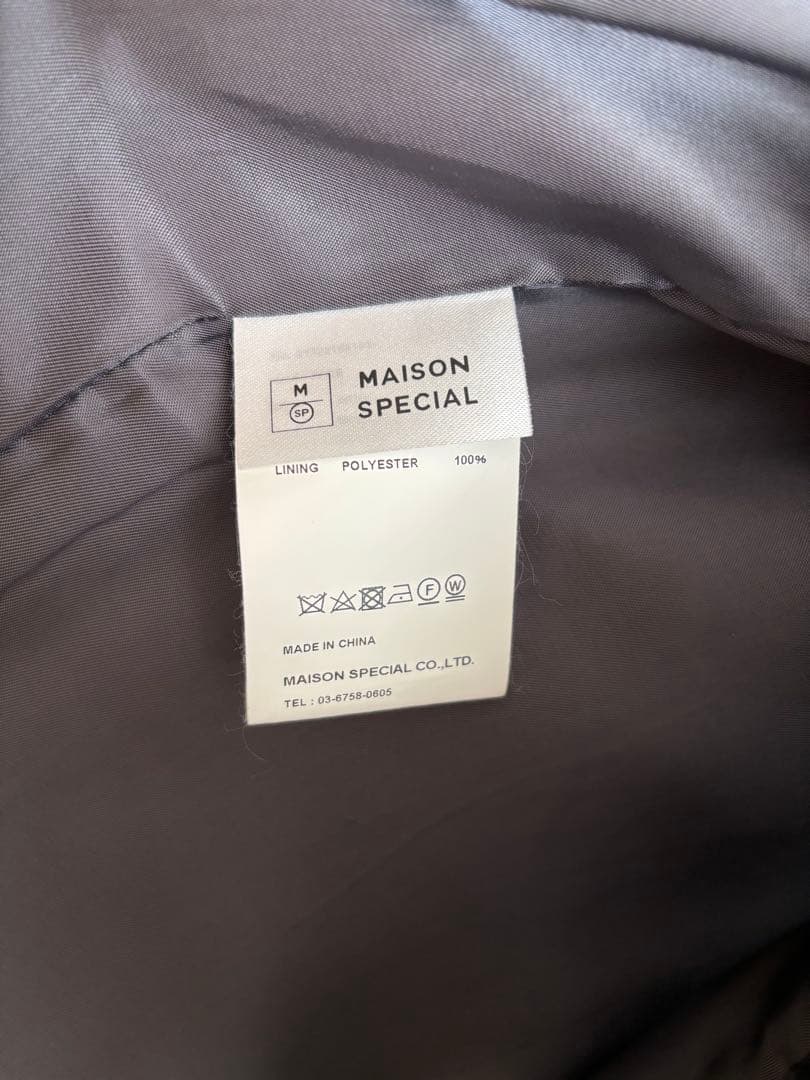 M
SP
MAISON
SPECIAL
LINING POLYESTER 100%
F W
MADE IN CHINA
MAISON SPECIAL CO.,LTD.
TEL : 03-6758-0605